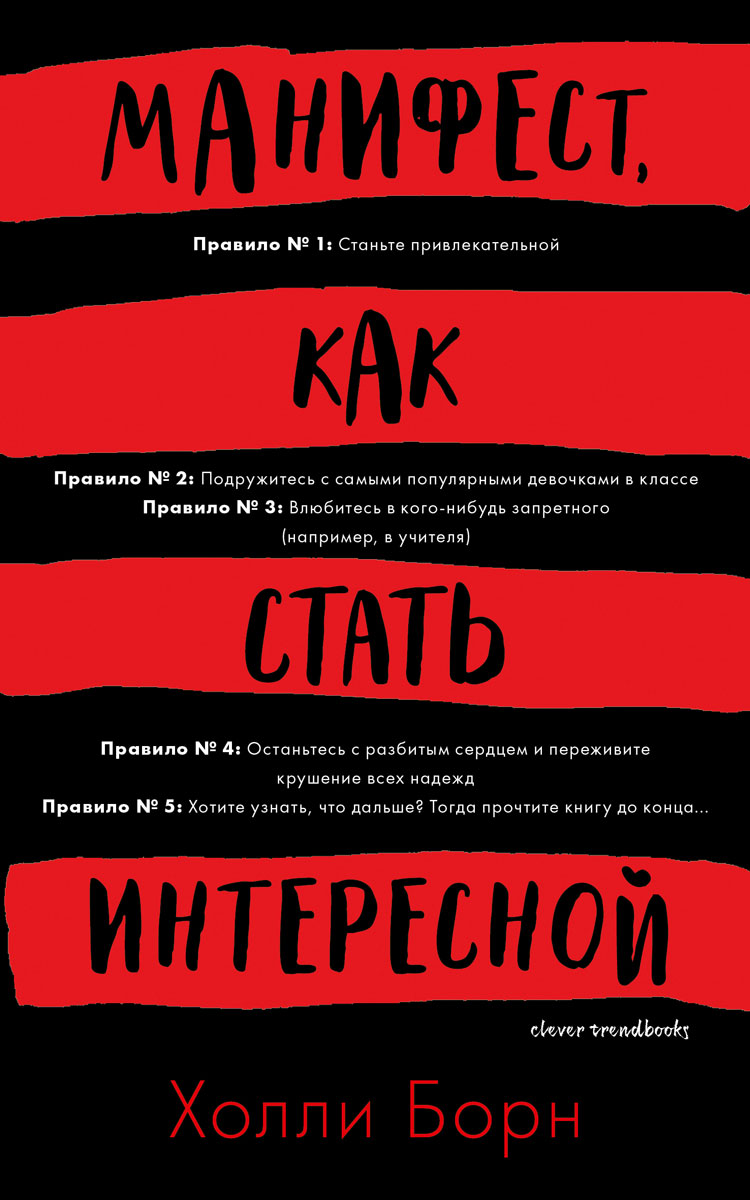 МАНИФЕСТ,
Правило № 1: Станьте привлекательной
КАК
Правило № 2: Подружитесь с самыми популярными девочками в классе
Правило № 3: Влюбитесь в кого-нибудь запретного
(например, в учителя)
СТАТЬ
Правило № 4: Останьтесь с разбитым сердцем и переживите
крушение всех надежд
Правило № 5: Хотите узнать, что дальше? Тогда прочтите книгу до конца...
ИНТЕРЕСНОЙ
clever trendbooks
Холли Борн